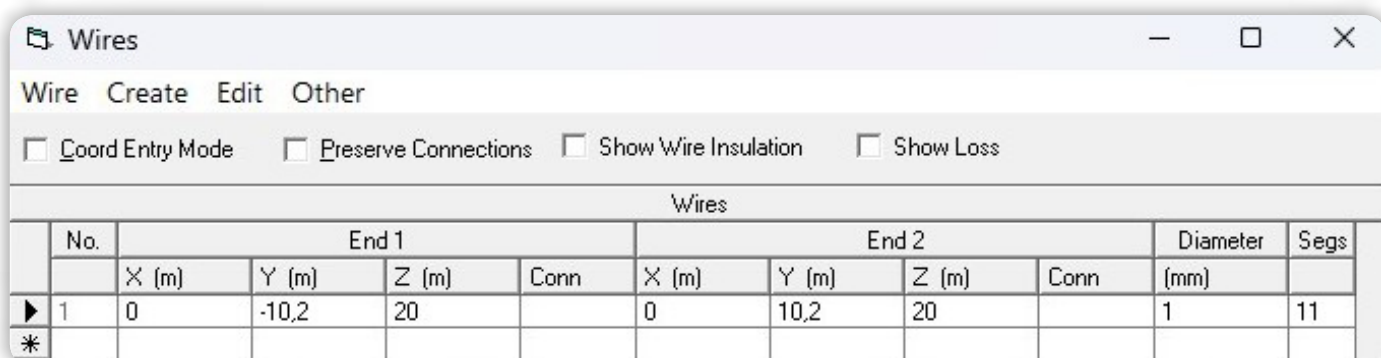 Wires
Wire Create Edit Other
Coord Entry Mode Preserve Connections Show Wire Insulation Show Loss
Wires
No. End 1 End 2 Diameter Segs
X (m) Y (m) Z (m) Conn X (m) Y (m) Z (m) Conn (mm)
1 0 -10,2 20 0 10,2 20 1 11